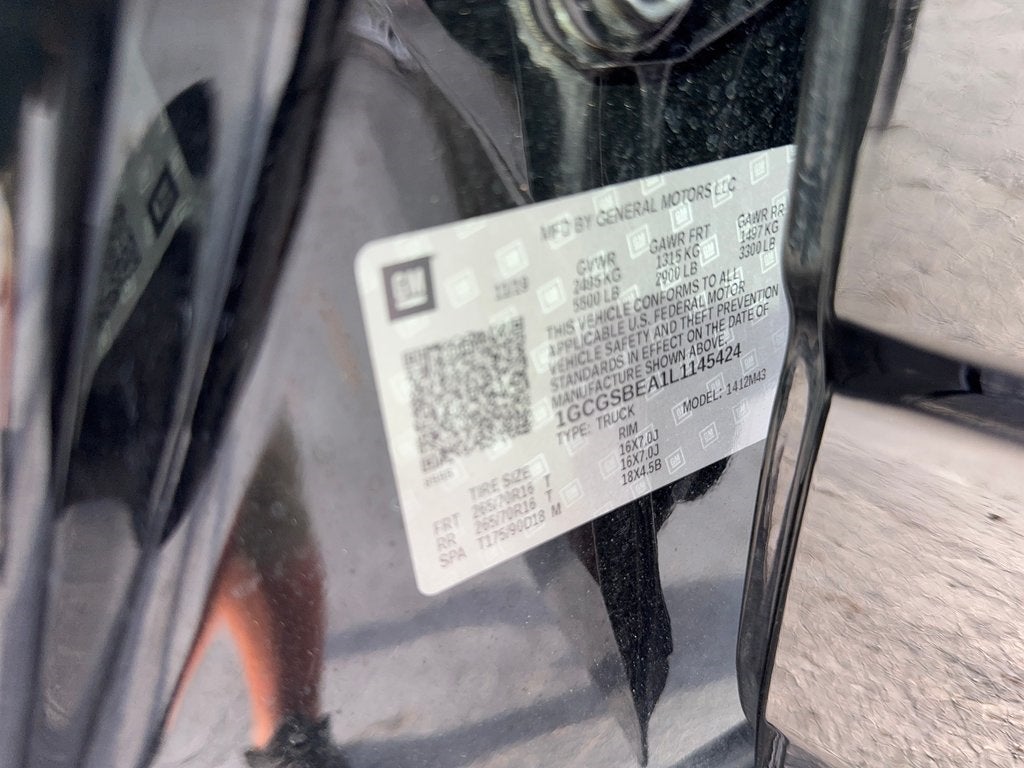 MFD BY GENERAL MOTORS LLC
GM
11/19
GVWR GAWR FRT GAWR RR
2495 KG 1315 KG 1497 KG
5500 LB 2900 LB 3300 LB
THIS VEHICLE CONFORMS TO ALL
APPLICABLE U.S. FEDERAL MOTOR
VEHICLE SAFETY AND THEFT PREVENTION
STANDARDS IN EFFECT ON THE DATE OF
MANUFACTURE SHOWN ABOVE.
1GCGSBEA1L1145424
TYPE: TRUCK MODEL: 1412M43
TIRE SIZE RIM
FRT 265/70R16 T 16X7.0J
RR 265/70R16 T 16X7.0J
SPA T175/90D18 M 18X4.5B